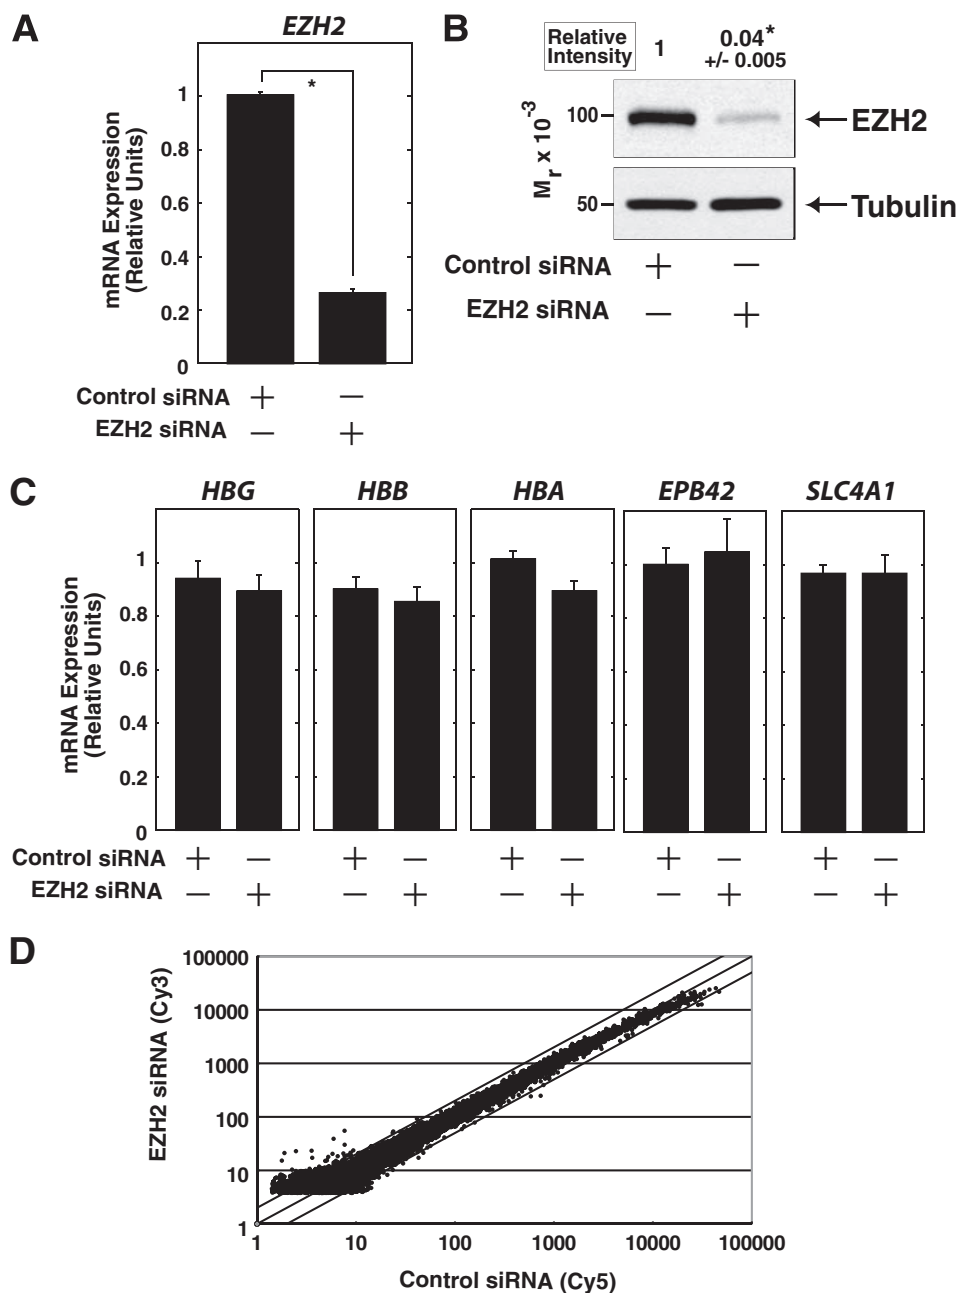 A
EZH2
*
mRNA Expression
(Relative Units)
1
0.8
0.6
0.4
0.2
0
Control siRNA + −
EZH2 siRNA − +
B
Relative
Intensity
1
0.04*
+/- 0.005
Mr x 10-3
100
EZH2
50
Tubulin
Control siRNA + −
EZH2 siRNA − +
C
HBG HBB HBA EPB42 SLC4A1
mRNA Expression
(Relative Units)
1
0.8
0.6
0.4
0.2
0
Control siRNA + − + − + − + − + −
EZH2 siRNA − + − + − + − + − +
D
EZH2 siRNA (Cy3)
100000
10000
1000
100
10
1
1 10 100 1000 10000 100000
Control siRNA (Cy5)